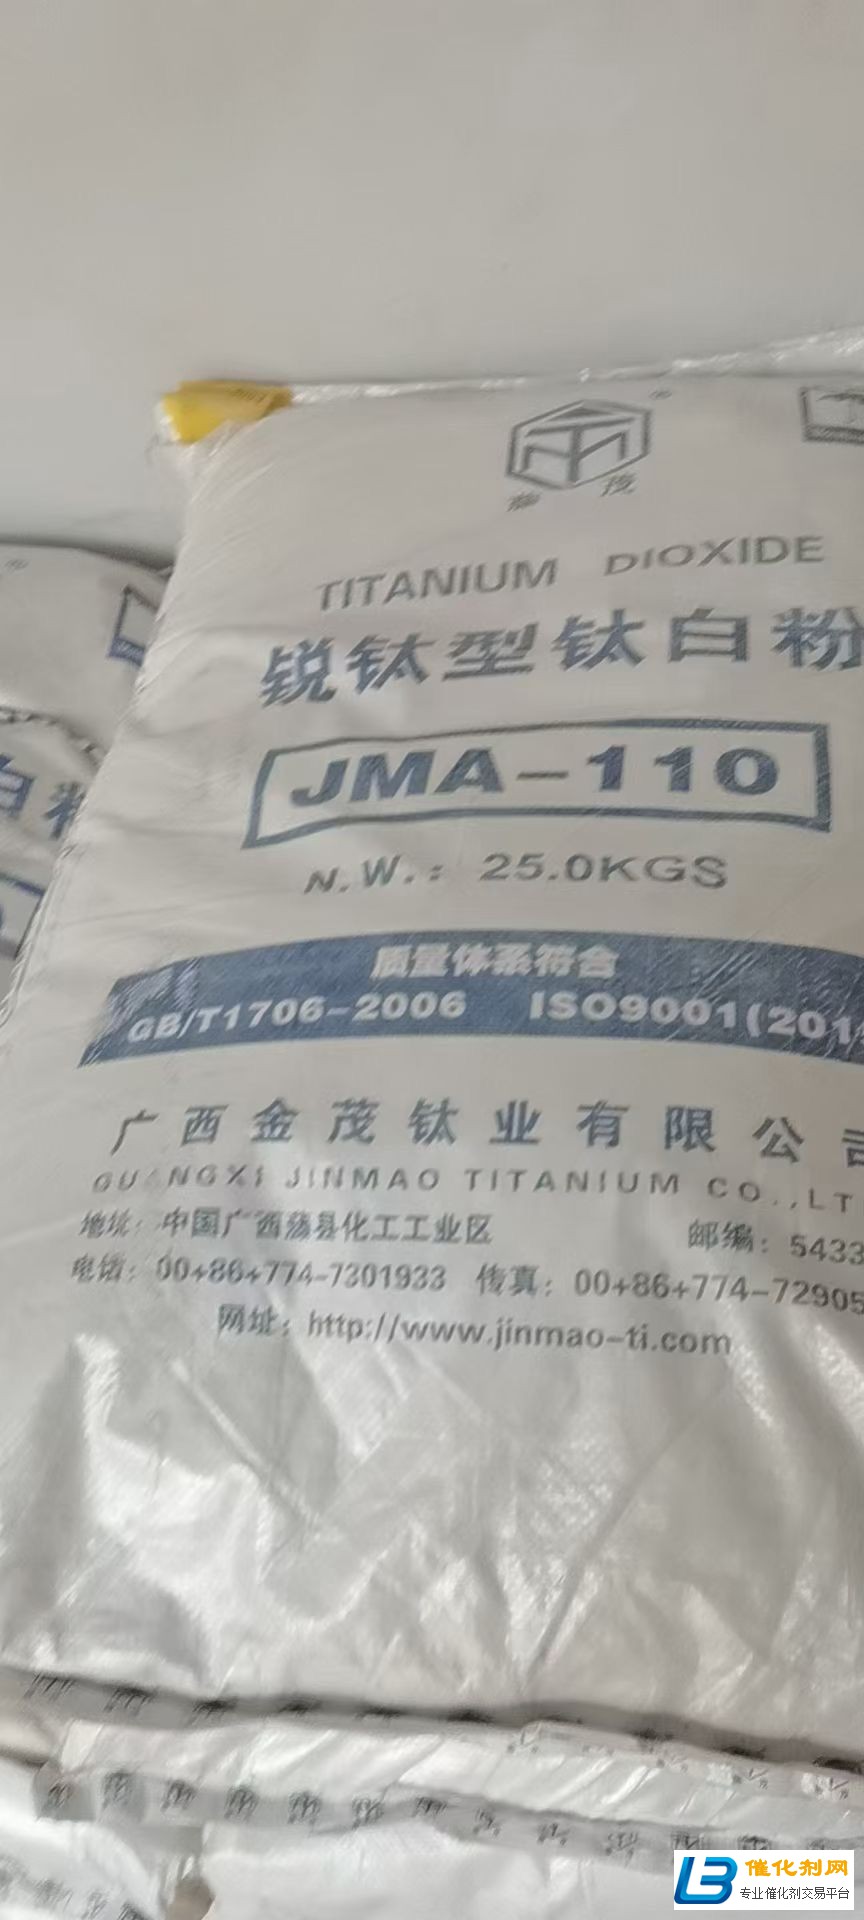 茂
TITANIUM DIOXIDE
锐钛型钛白粉
JMA-110
N.W.: 25.0KGS
质量体系符合
GB/T1706-2006 ISO9001(201
广西金茂钛业有限公司
GUANGXI JINMAO TITANIUM CO.,LT
地址: 中国广西藤县化工工业区 邮编: 5433
电话: 00+86+774-7301933 传真: 00+86+774-72905
网址: http://www.jinmao-ti.com
白粉
催化剂网
专业催化剂交易平台